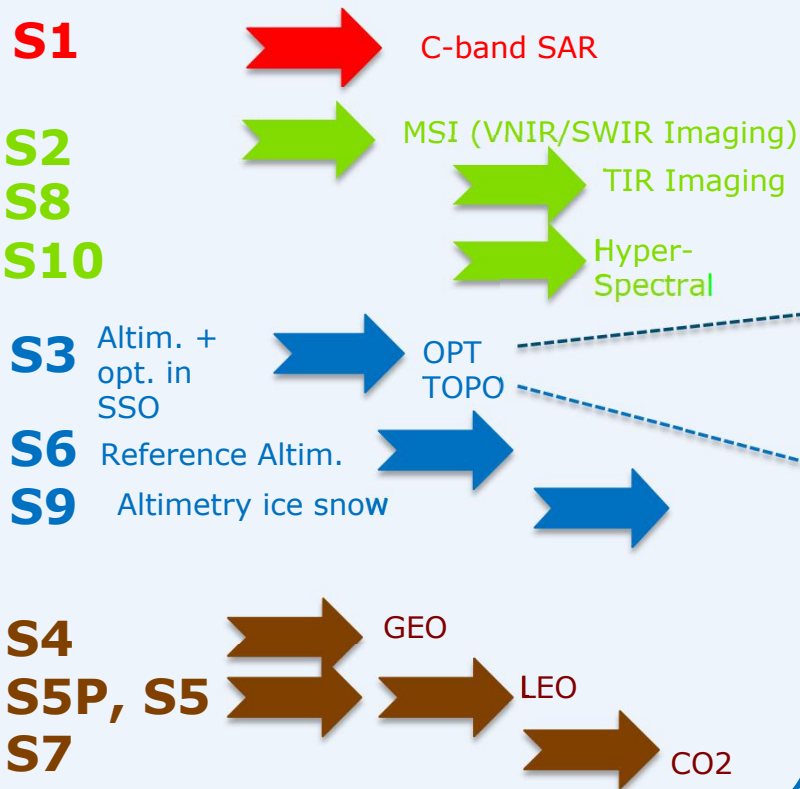 S1 C-band SAR
S2 MSI (VNIR/SWIR Imaging)
S8 TIR Imaging
S10 Hyper-
Spectral
S3 Altim. +
opt. in
SSO
OPT
TOPO
S6 Reference Altim.
S9 Altimetry ice snow
S4 GEO
S5P, S5 LEO
S7 CO2